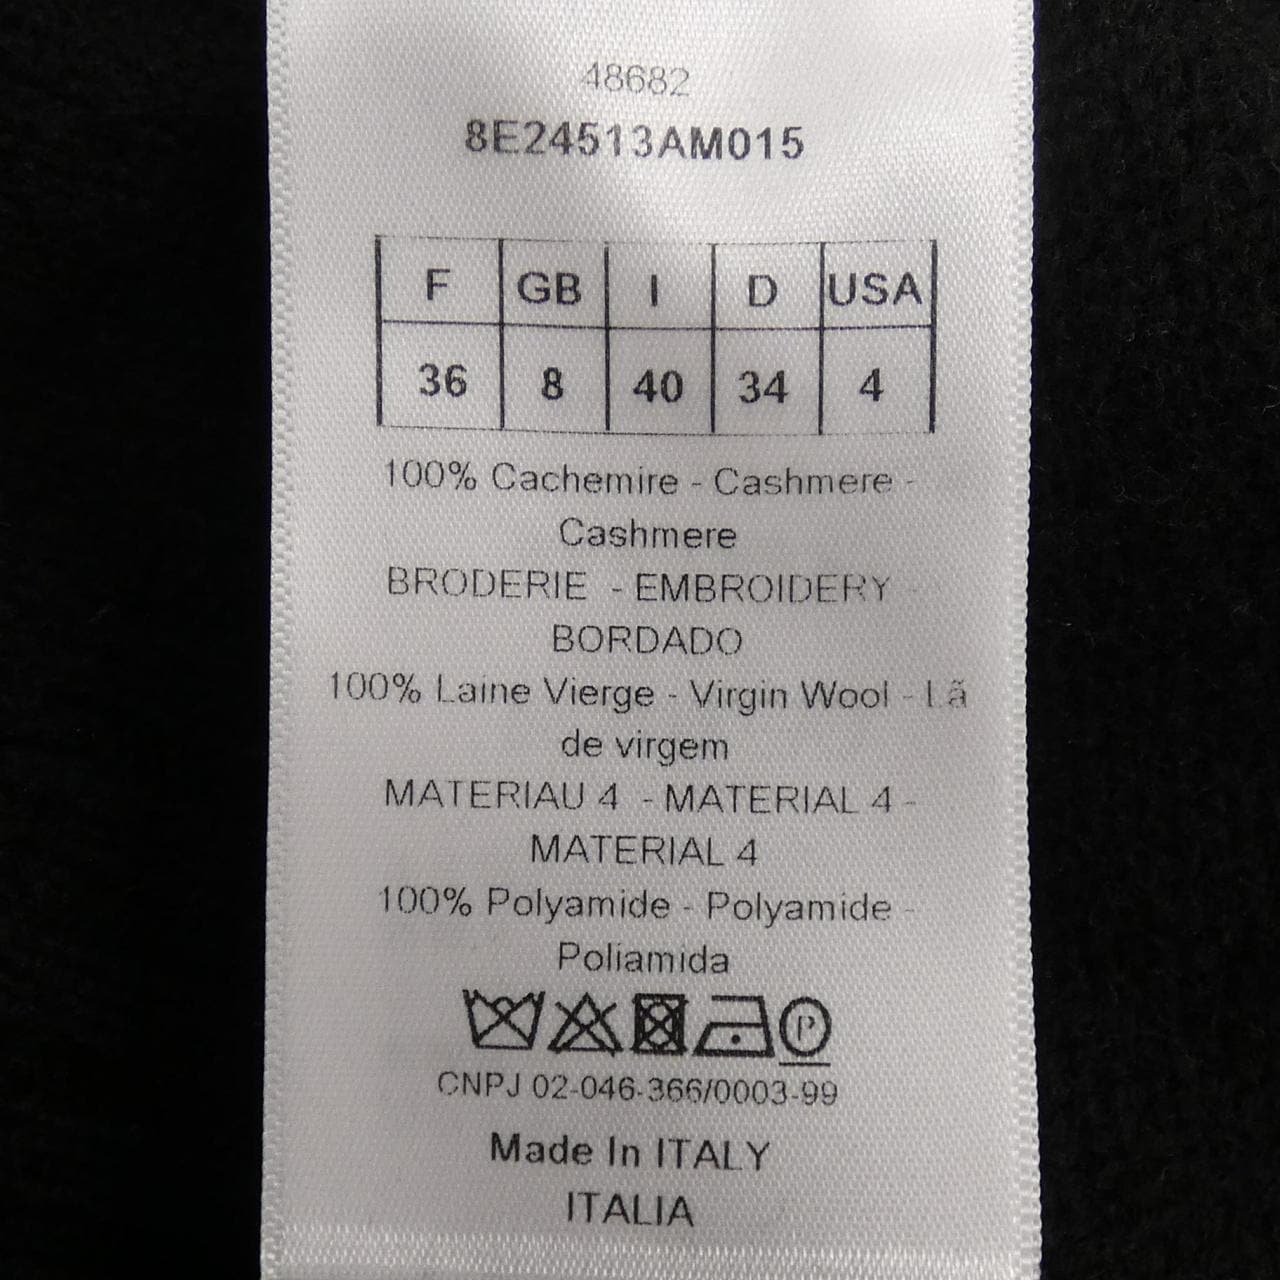 48682
8E24513AM015
F GB I D USA
36 8 40 34 4
100% Cachemire - Cashmere -
Cashmere
BRODERIE - EMBROIDERY -
BORDADO
100% Laine Vierge - Virgin Wool - Lã
de virgem
MATERIAU 4 - MATERIAL 4 -
MATERIAL 4
100% Polyamide - Polyamide -
Poliamida
P
CNPJ 02-046-366/0003-99
Made In ITALY
ITALIA